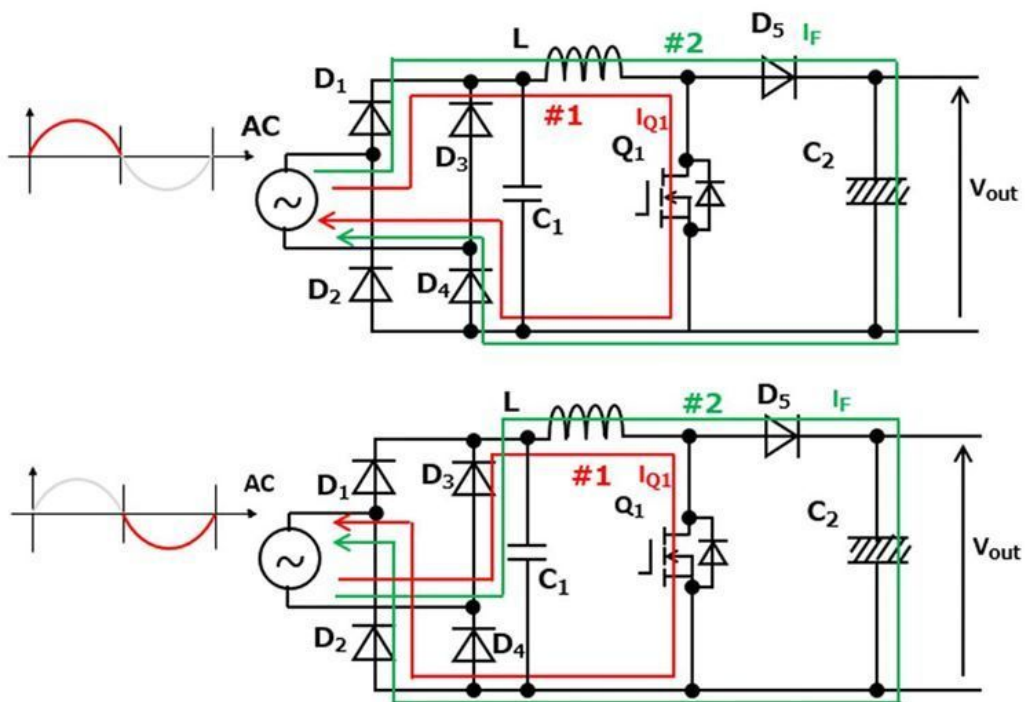 L #2 D5 IF
D1
AC #1 IQ1
D3 Q1 C2
~ C1 Vout
D2 D4
L #2 D5 IF
AC D1 D3 #1 IQ1
Q1 C2
~ C1 Vout
D2 D4